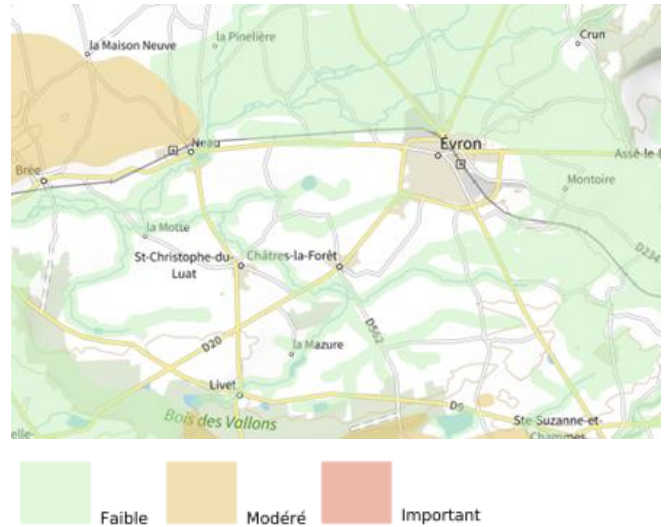 Crun
la Pinelière
la Maison Neuve
Neau
Évron
Assé-le-
Brée
Montoire
la Motte
D234
St-Christophe-du-
Luat
Châtres-la-Forêt
D20
D562
la Mazure
Livet
D9
Bois des Vallons
Ste Suzanne-et-
Chammes
elle-
Faible
Modéré
Important